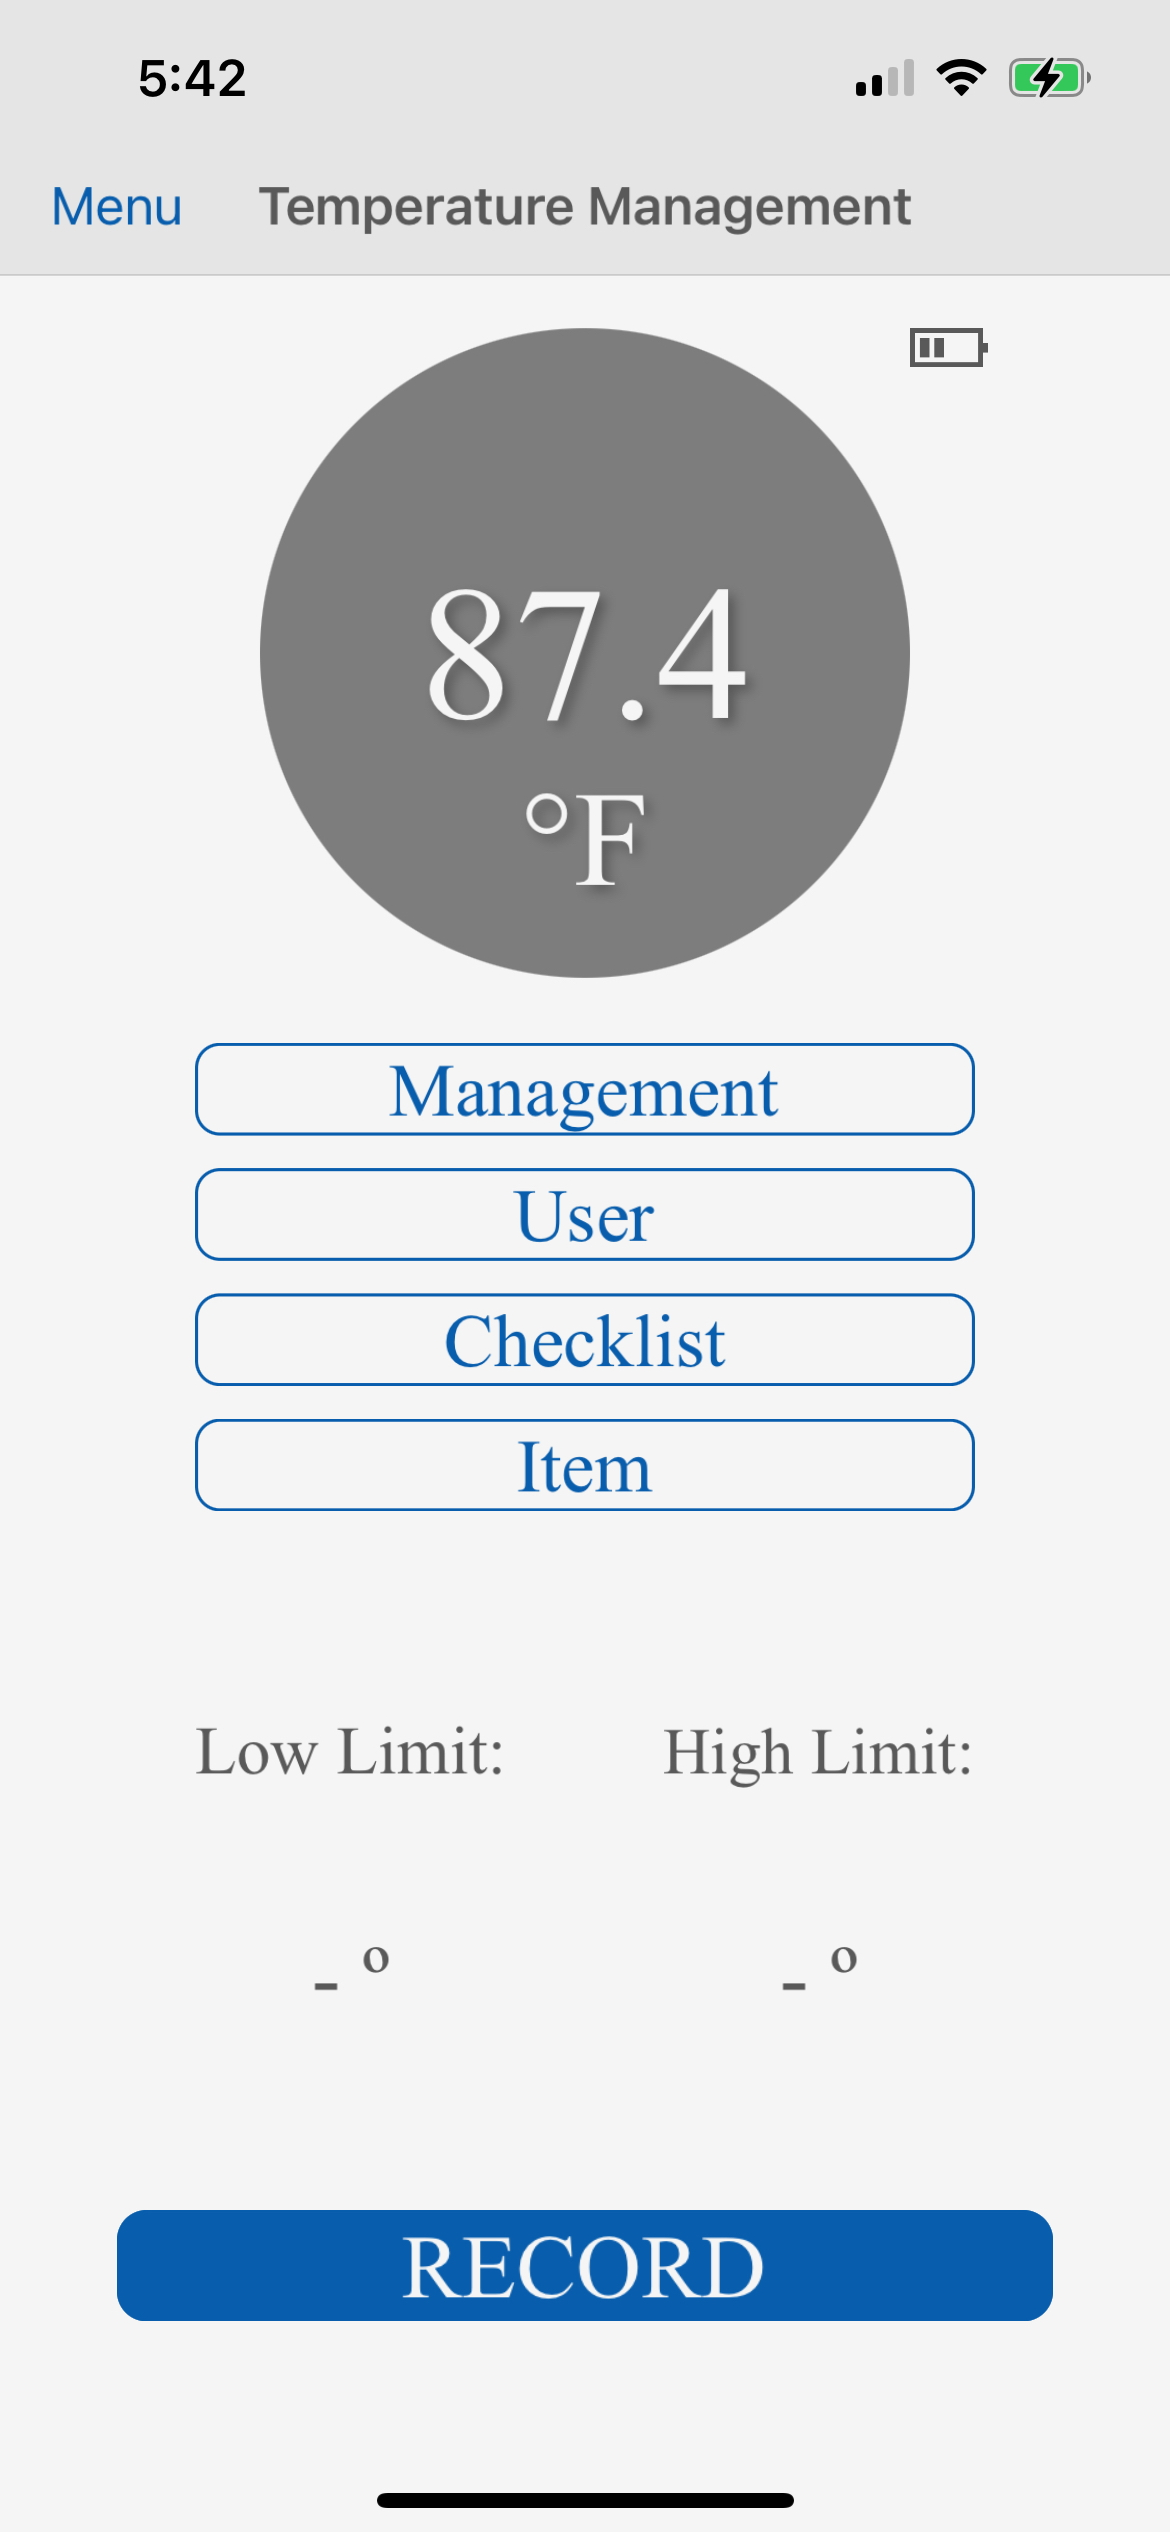 5:42
Menu Temperature Management
87.4
°F
Management
User
Checklist
Item
Low Limit: High Limit:
- º - º
RECORD